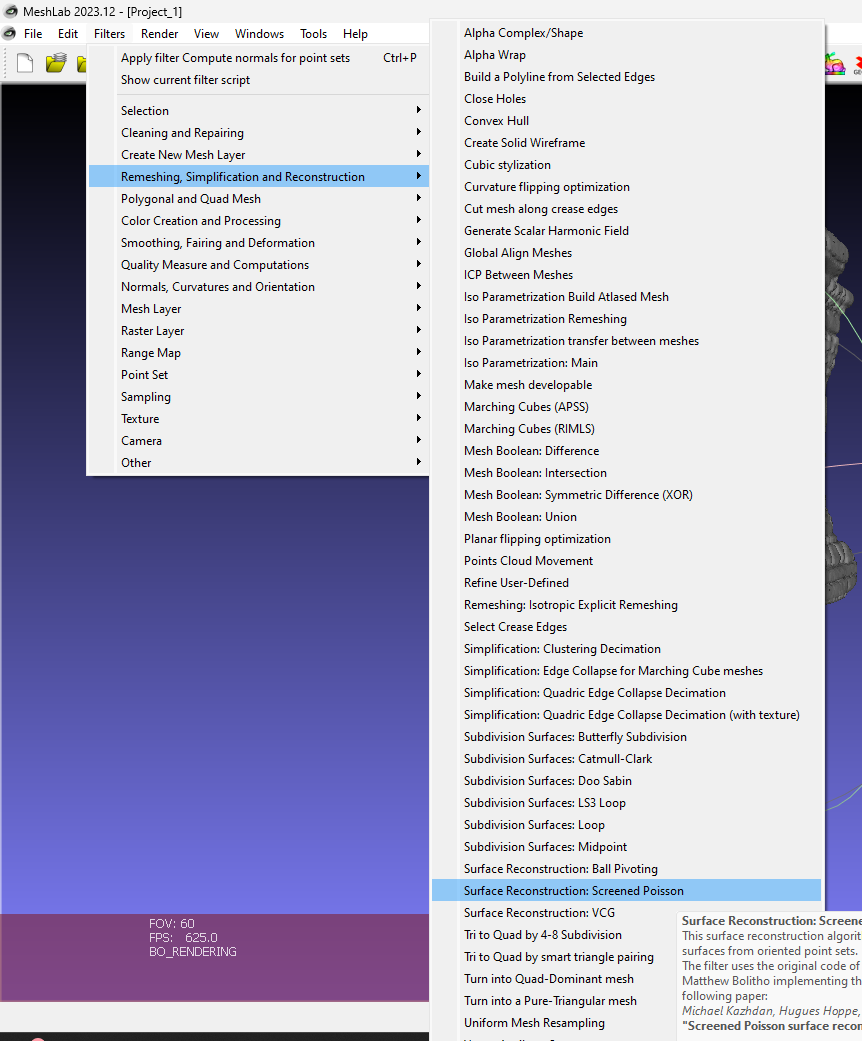 MeshLab 2023.12 - [Project_1]
File Edit Filters Render View Windows Tools Help
Apply filter Compute normals for point sets Ctrl+P
Show current filter script
Selection
Cleaning and Repairing
Create New Mesh Layer
Remeshing, Simplification and Reconstruction
Polygonal and Quad Mesh
Color Creation and Processing
Smoothing, Fairing and Deformation
Quality Measure and Computations
Normals, Curvatures and Orientation
Mesh Layer
Raster Layer
Range Map
Point Set
Sampling
Texture
Camera
Other
Alpha Complex/Shape
Alpha Wrap
Build a Polyline from Selected Edges
Close Holes
Convex Hull
Create Solid Wireframe
Cubic stylization
Curvature flipping optimization
Cut mesh along crease edges
Generate Scalar Harmonic Field
Global Align Meshes
ICP Between Meshes
Iso Parametrization Build Atlased Mesh
Iso Parametrization Remeshing
Iso Parametrization transfer between meshes
Iso Parametrization: Main
Make mesh developable
Marching Cubes (APSS)
Marching Cubes (RIMLS)
Mesh Boolean: Difference
Mesh Boolean: Intersection
Mesh Boolean: Symmetric Difference (XOR)
Mesh Boolean: Union
Planar flipping optimization
Points Cloud Movement
Refine User-Defined
Remeshing: Isotropic Explicit Remeshing
Select Crease Edges
Simplification: Clustering Decimation
Simplification: Edge Collapse for Marching Cube meshes
Simplification: Quadric Edge Collapse Decimation
Simplification: Quadric Edge Collapse Decimation (with texture)
Subdivision Surfaces: Butterfly Subdivision
Subdivision Surfaces: Catmull-Clark
Subdivision Surfaces: Doo Sabin
Subdivision Surfaces: LS3 Loop
Subdivision Surfaces: Loop
Subdivision Surfaces: Midpoint
Surface Reconstruction: Ball Pivoting
Surface Reconstruction: Screened Poisson
Surface Reconstruction: VCG
Tri to Quad by 4-8 Subdivision
Tri to Quad by smart triangle pairing
Turn into Quad-Dominant mesh
Turn into a Pure-Triangular mesh
Uniform Mesh Resampling
Surface Reconstruction: Screene
This surface reconstruction algorit
surfaces from oriented point sets.
The filter uses the original code of
Matthew Bolitho implementing th
following paper:
Michael Kazhdan, Hugues Hoppe,
"Screened Poisson surface recon
FOV: 60
FPS: 625.0
BO_RENDERING